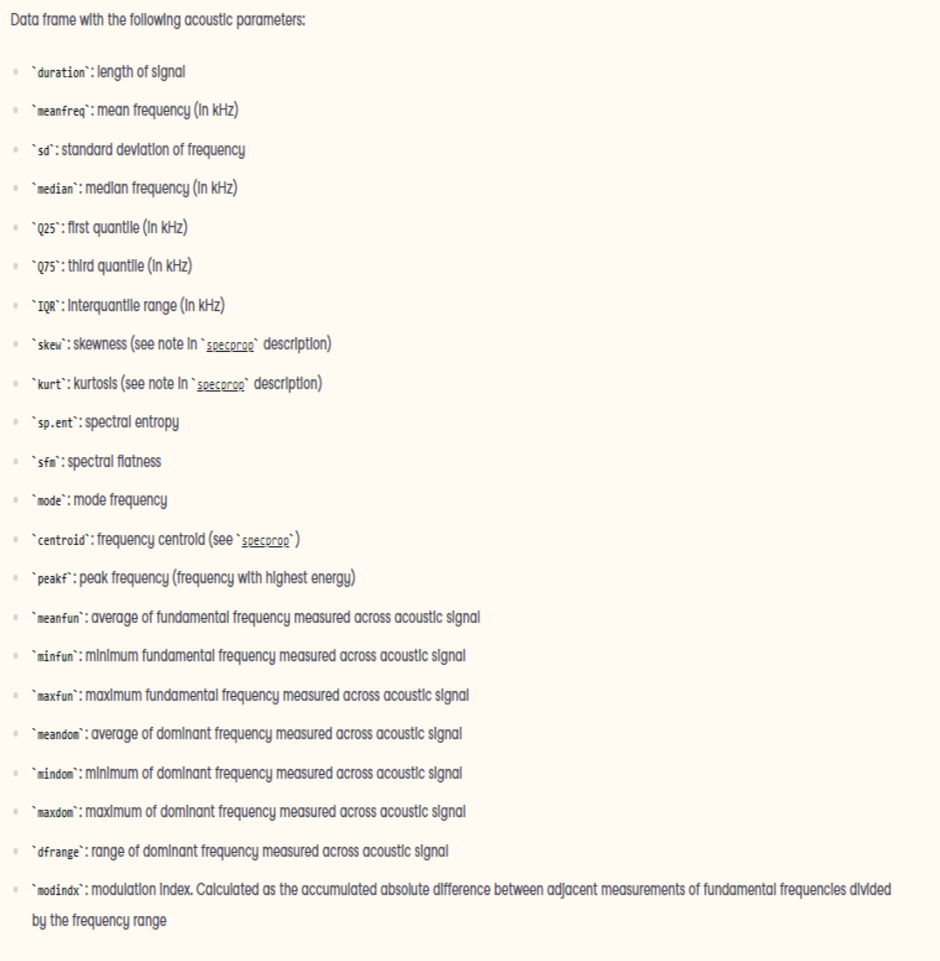 Data frame with the following acoustic parameters:
`duration`: length of signal
`meanfreq`: mean frequency (in kHz)
`sd`: standard deviation of frequency
`median`: median frequency (in kHz)
`Q25`: first quantile (in kHz)
`Q75`: third quantile (in kHz)
`IQR`: interquantile range (in kHz)
`skew`: skewness (see note in `specprop` description)
`kurt`: kurtosis (see note in `specprop` description)
`sp.ent`: spectral entropy
`sfm`: spectral flatness
`mode`: mode frequency
`centroid`: frequency centroid (see `specprop`)
`peakf`: peak frequency (frequency with highest energy)
`meanfun`: average of fundamental frequency measured across acoustic signal
`minfun`: minimum fundamental frequency measured across acoustic signal
`maxfun`: maximum fundamental frequency measured across acoustic signal
`meandom`: average of dominant frequency measured across acoustic signal
`mindom`: minimum of dominant frequency measured across acoustic signal
`maxdom`: maximum of dominant frequency measured across acoustic signal
`dfrange`: range of dominant frequency measured across acoustic signal
`modindx`: modulation index. Calculated as the accumulated absolute difference between adjacent measurements of fundamental frequencies divided
by the frequency range